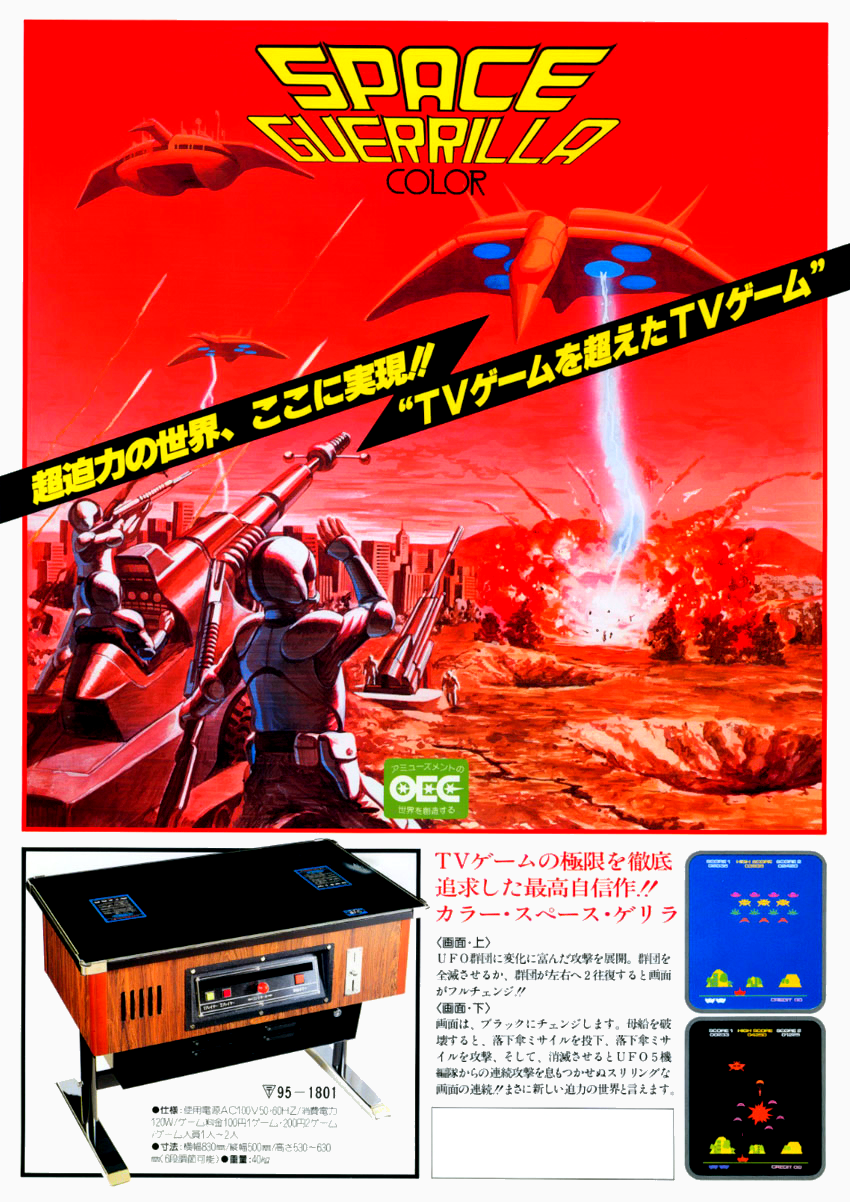 SPACE
GUERRILLA
COLOR
超迫力の世界、ここに実現!!
“TVゲームを超えたTVゲーム”
アミューズメントの
OEC
世界を創造する
TVゲームの極限を徹底
追求した最高自信作!!
カラー・スペース・ゲリラ
〈画面・上〉
UFO群団に変化に富んだ攻撃を展開。群団を
全滅させるか、群団が左右へ2往復すると画面
がフルチェンジ!!
〈画面・下〉
画面は、ブラックにチェンジします。母船を破
壊すると、落下傘ミサイルを投下、落下傘ミサ
イルを攻撃、そして、消滅させるとUFO5機
編隊からの連続攻撃を息もつかせぬスリリングな
画面の連続!!まさに新しい迫力の世界と言えます。
95－1801
●仕様:使用電源AC100V50・60HZ/消費電力
120W/ゲーム料金100円1ゲーム・200円2ゲーム
/ゲーム人員1人～2人
●寸法:横幅830㎜/縦幅500㎜/高さ530～630
㎜(6段調節可能)●重量:40㎏
SCORE 1 HIGH SCORE SCORE 2
CREDIT 00
SCORE 1 HIGH SCORE SCORE 2
CREDIT 00